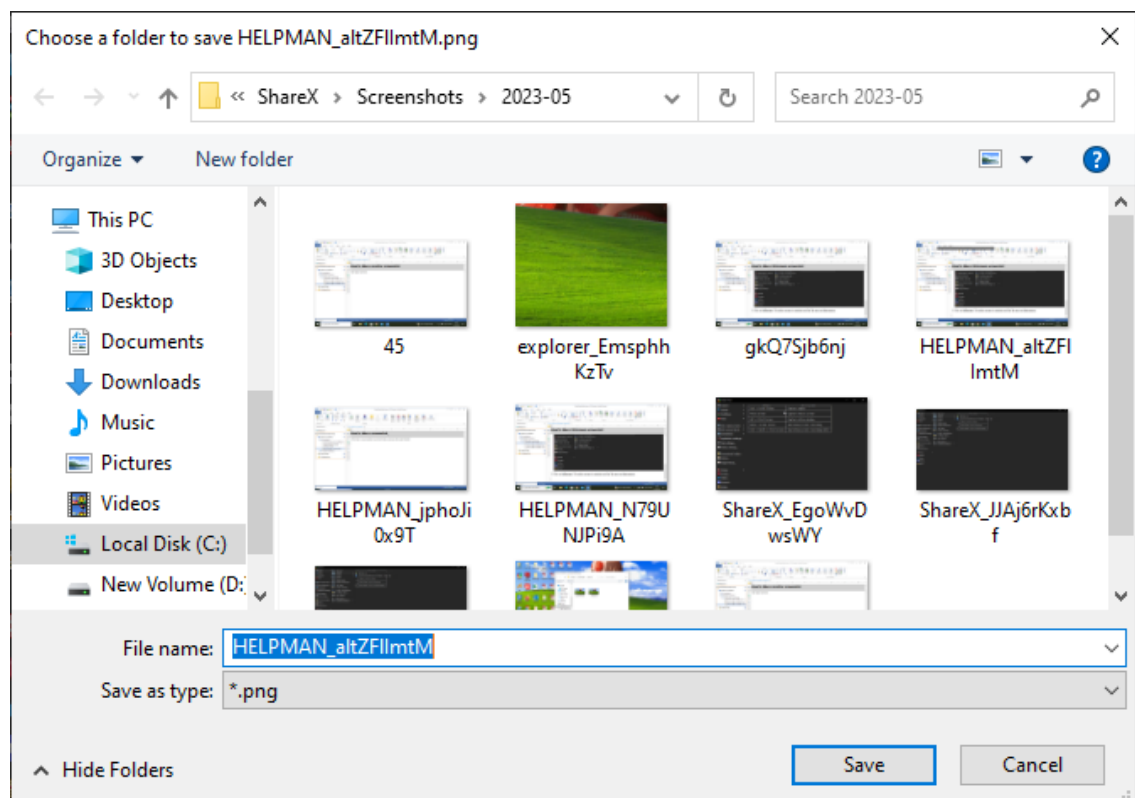 Choose a folder to save HELPMAN_altZFIlmtM.png
« ShareX > Screenshots > 2023-05
Search 2023-05
Organize
New folder
?
This PC
3D Objects
Desktop
Documents
Downloads
Music
Pictures
Videos
Local Disk (C:)
New Volume (D:
45
explorer_Emsphh
KzTv
gkQ7Sjb6nj
HELPMAN_altZFI
lmtM
HELPMAN_jphoJi
0x9T
HELPMAN_N79U
NJPi9A
ShareX_EgoWvD
wsWY
ShareX_JJAj6rKxb
f
File name: HELPMAN_altZFIlmtM
Save as type: *.png
Hide Folders
Save
Cancel